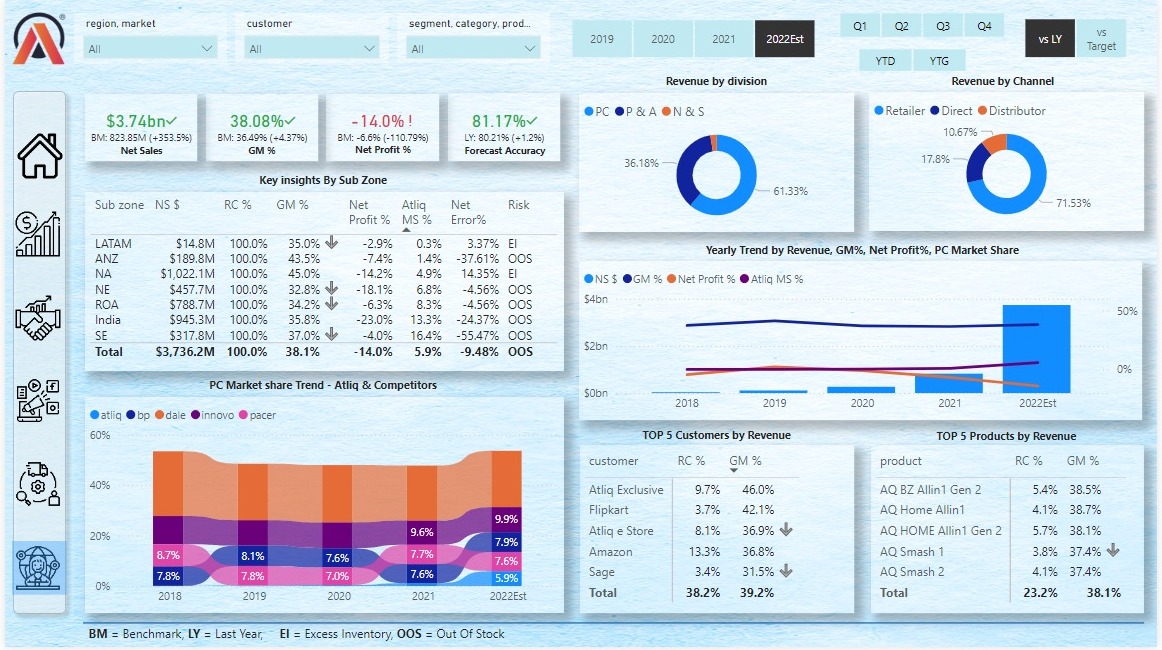 region, market
customer
segment, category, prod...
All
All
All
2019
2020
2021
2022Est
Q1
Q2
Q3
Q4
YTD
YTG
vs LY
vs
Target
$3.74bn✓
BM: 823.85M (+353.5%)
Net Sales
38.08%✓
BM: 36.49% (+4.37%)
GM %
-14.0% !
BM: -6.6% (-110.79%)
Net Profit %
81.17%✓
LY: 80.21% (+1.2%)
Forecast Accuracy
Revenue by division
PC P & A N & S
36.18%
61.33%
Revenue by Channel
Retailer Direct Distributor
10.67%
17.8%
71.53%
Key insights By Sub Zone
Sub zone NS $ RC % GM % Net Profit % Atliq MS % Net Error% Risk
LATAM $14.8M 100.0% 35.0% -2.9% 0.3% 3.37% EI
ANZ $189.8M 100.0% 43.5% -7.4% 1.4% -37.61% OOS
NA $1,022.1M 100.0% 45.0% -14.2% 4.9% 14.35% EI
NE $457.7M 100.0% 32.8% -18.1% 6.8% -4.56% OOS
ROA $788.7M 100.0% 34.2% -6.3% 8.3% -4.56% OOS
India $945.3M 100.0% 35.8% -23.0% 13.3% -24.37% OOS
SE $317.8M 100.0% 37.0% -4.0% 16.4% -55.47% OOS
Total $3,736.2M 100.0% 38.1% -14.0% 5.9% -9.48% OOS
Yearly Trend by Revenue, GM%, Net Profit%, PC Market Share
NS $ GM % Net Profit % Atliq MS %
$4bn
$2bn
$0bn
50%
0%
2018 2019 2020 2021 2022Est
PC Market share Trend - Atliq & Competitors
atliq bp dale innovo pacer
60%
40%
20%
0%
8.7%
7.8%
8.1%
7.8%
7.6%
7.0%
9.6%
7.7%
7.6%
9.9%
7.9%
7.6%
5.9%
2018 2019 2020 2021 2022Est
TOP 5 Customers by Revenue
customer RC % GM %
Atliq Exclusive 9.7% 46.0%
Flipkart 3.7% 42.1%
Atliq e Store 8.1% 36.9%
Amazon 13.3% 36.8%
Sage 3.4% 31.5%
Total 38.2% 39.2%
TOP 5 Products by Revenue
product RC % GM %
AQ BZ Allin1 Gen 2 5.4% 38.5%
AQ Home Allin1 4.1% 38.7%
AQ HOME Allin1 Gen 2 5.7% 38.1%
AQ Smash 1 3.8% 37.4%
AQ Smash 2 4.1% 37.4%
Total 23.2% 38.1%
BM = Benchmark, LY = Last Year, EI = Excess Inventory, OOS = Out Of Stock